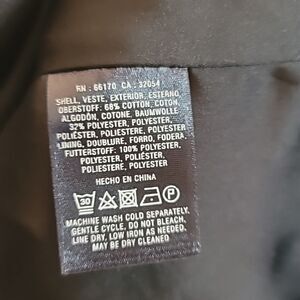 RN : 66170 CA : 32054
SHELL, VESTE, EXTERIOR, ESTERNO,
OBERSTOFF: 68% COTTON, COTON,
ALGODÓN, COTONE, BAUMWOLLE
32% POLYESTER, POLYESTER,
POLIÉSTER, POLIESTERE, POLYESTER
LINING, DOUBLURE, FORRO, FODERA,
FUTTERSTOFF: 100% POLYESTER,
POLYESTER, POLIÉSTER,
POLIESTERE, POLYESTER
HECHO EN CHINA
30 P
MACHINE WASH COLD SEPARATELY,
GENTLE CYCLE. DO NOT BLEACH,
LINE DRY, LOW IRON AS NEEDED.
MAY BE DRY CLEANED